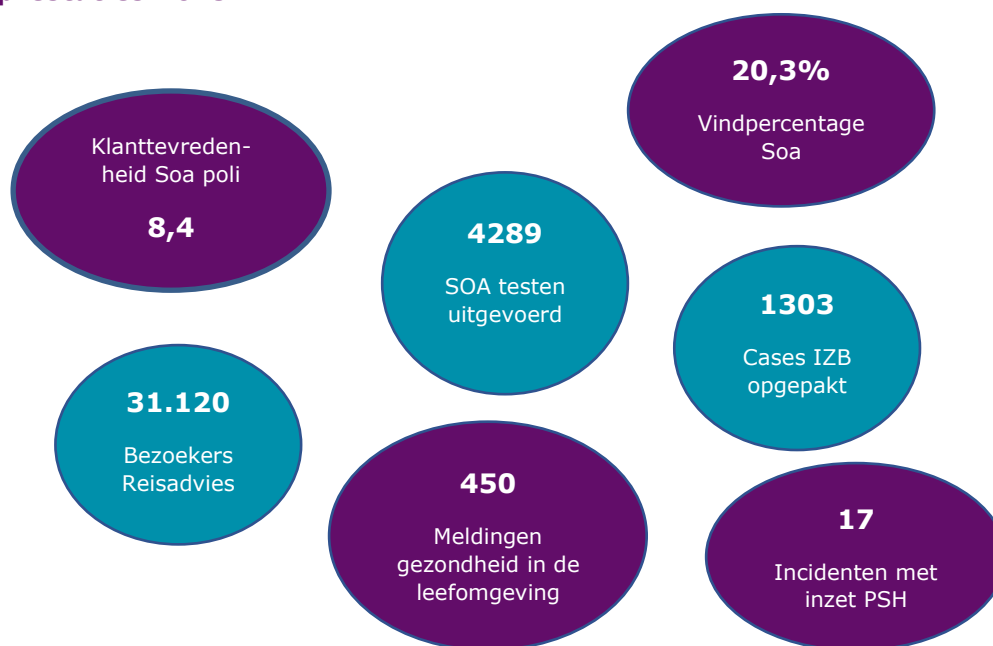 Klanttevreden-
heid Soa poli
8,4
20,3%
Vindpercentage
Soa
4289
SOA testen
uitgevoerd
1303
Cases IZB
opgepakt
31.120
Bezoekers
Reisadvies
450
Meldingen
gezondheid in de
leefomgeving
17
Incidenten met
inzet PSH